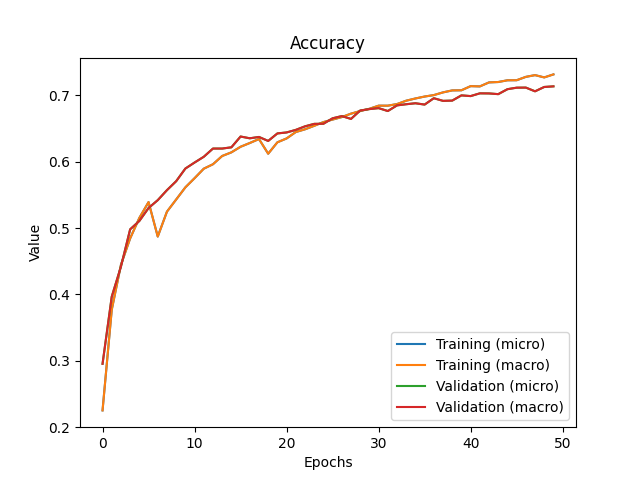 Accuracy
Value
0.7
0.6
0.5
0.4
0.3
0.2
0
10
20
30
40
50
Epochs
Training (micro)
Training (macro)
Validation (micro)
Validation (macro)